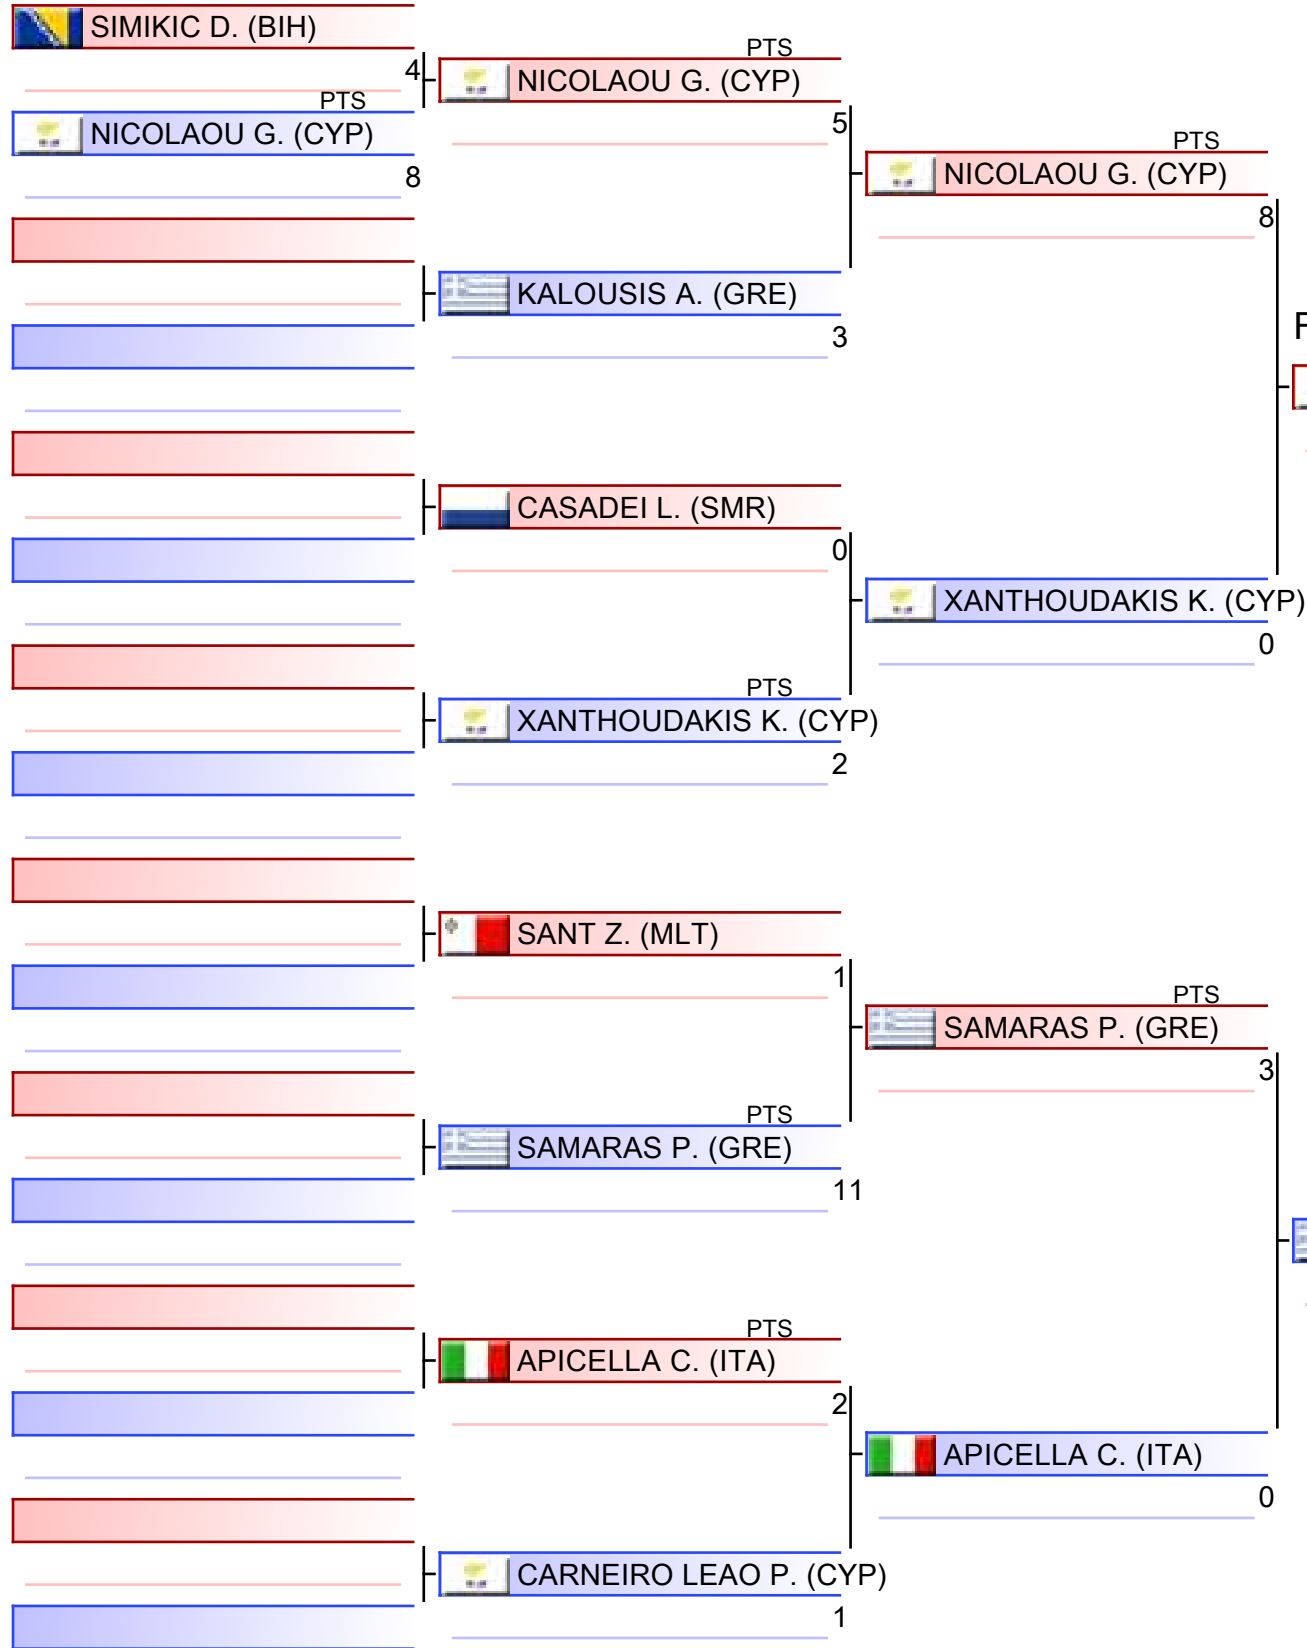 SIMIKIC D. (BIH)
4
PTS
NICOLAOU G. (CYP)
8
PTS
NICOLAOU G. (CYP)
5
KALOUSIS A. (GRE)
3
CASADEI L. (SMR)
0
PTS
XANTHOUDAKIS K. (CYP)
2
SANT Z. (MLT)
1
PTS
SAMARAS P. (GRE)
11
PTS
APICELLA C. (ITA)
2
CARNEIRO LEAO P. (CYP)
1
PTS
NICOLAOU G. (CYP)
8
XANTHOUDAKIS K. (CYP)
0
PTS
SAMARAS P. (GRE)
3
APICELLA C. (ITA)
0